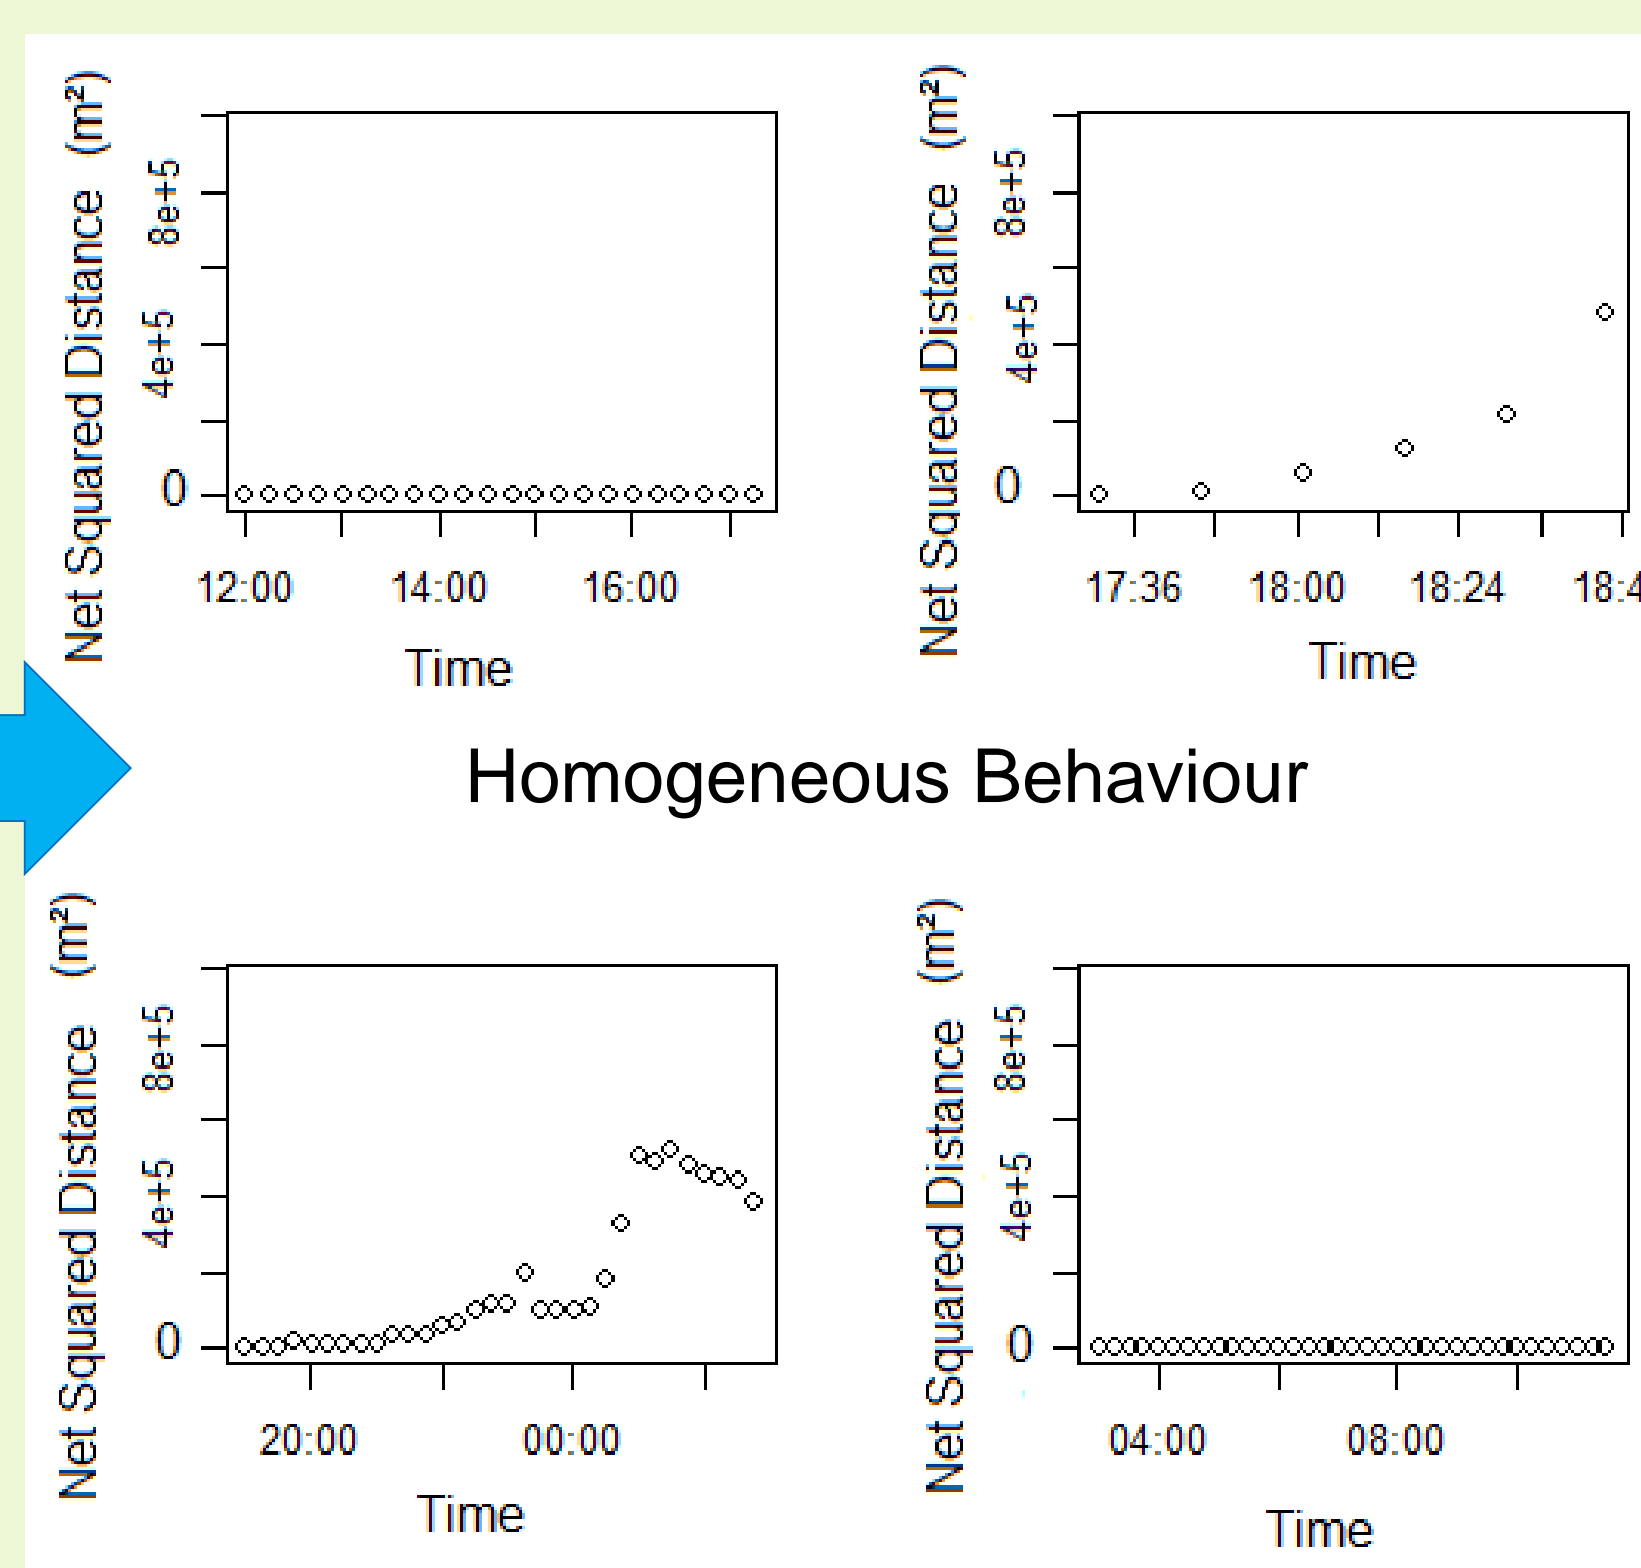 Net Squared Distance (m²)
8e+5
4e+5
0
12:00 14:00 16:00
Time
Net Squared Distance (m²)
8e+5
4e+5
0
17:36 18:00 18:24 18:4
Time
Homogeneous Behaviour
Net Squared Distance (m²)
8e+5
4e+5
0
20:00 00:00
Time
Net Squared Distance (m²)
8e+5
4e+5
0
04:00 08:00
Time